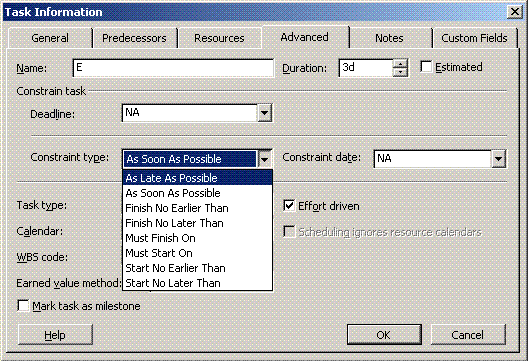 Task Information
General Predecessors Resources Advanced Notes Custom Fields
Name: E Duration: 3d Estimated
Constrain task
Deadline: NA
Constraint type: As Soon As Possible Constraint date: NA
As Late As Possible
As Soon As Possible
Task type: Effort driven
Finish No Earlier Than
Finish No Later Than
Calendar: Scheduling ignores resource calendars
Must Finish On
Must Start On
WBS code:
Start No Earlier Than
Earned value method:
Start No Later Than
Mark task as milestone
Help OK Cancel